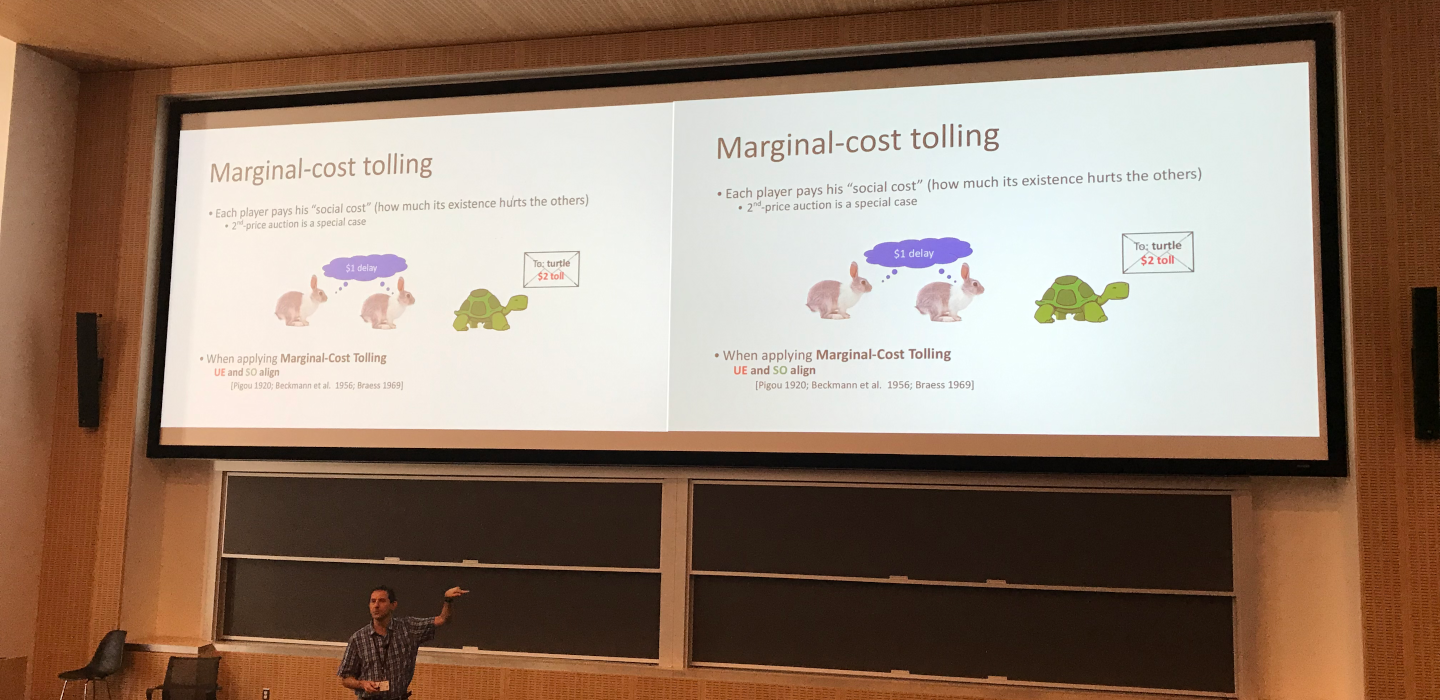 Marginal-cost tolling
• Each player pays his “social cost” (how much its existence hurts the others)
• 2nd-price auction is a special case
$1 delay
To: turtle
$2 toll
• When applying Marginal-Cost Tolling
UE and SO align
[Pigou 1920; Beckmann et al. 1956; Braess 1969]
Marginal-cost tolling
• Each player pays his “social cost” (how much its existence hurts the others)
• 2nd-price auction is a special case
$1 delay
To: turtle
$2 toll
• When applying Marginal-Cost Tolling
UE and SO align
[Pigou 1920; Beckmann et al. 1956; Braess 1969]